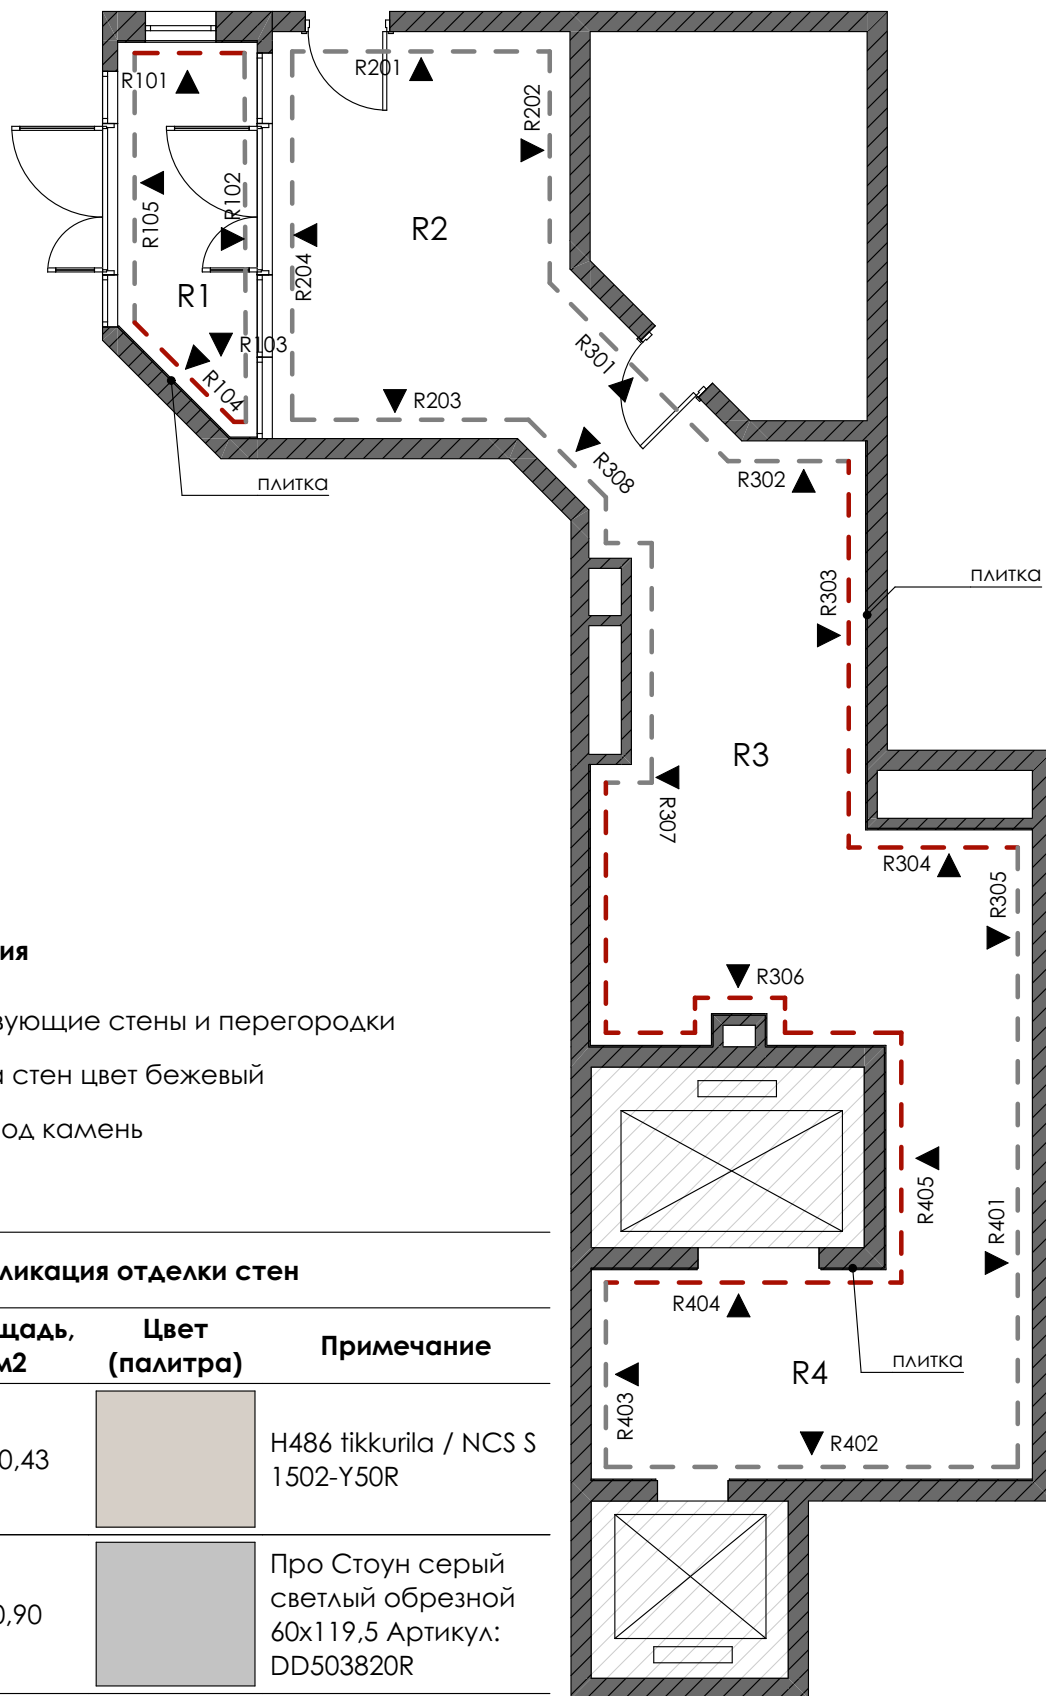 R101
R201
R202
R102
R105
R204
R2
R1
R103
R104
R301
R203
R308
R302
плитка
R303
плитка
R3
R307
R304
R305
ия
R306
вующие стены и перегородки
а стен цвет бежевый
од камень
R405
R401
ликация отделки стен
R404
щадь,
м2
Цвет
(палитра)
Примечание
плитка
R4
R403
R402
0,43
H486 tikkurila / NCS S
1502-Y50R
0,90
Про Стоун серый
светлый обрезной
60x119,5 Артикул:
DD503820R